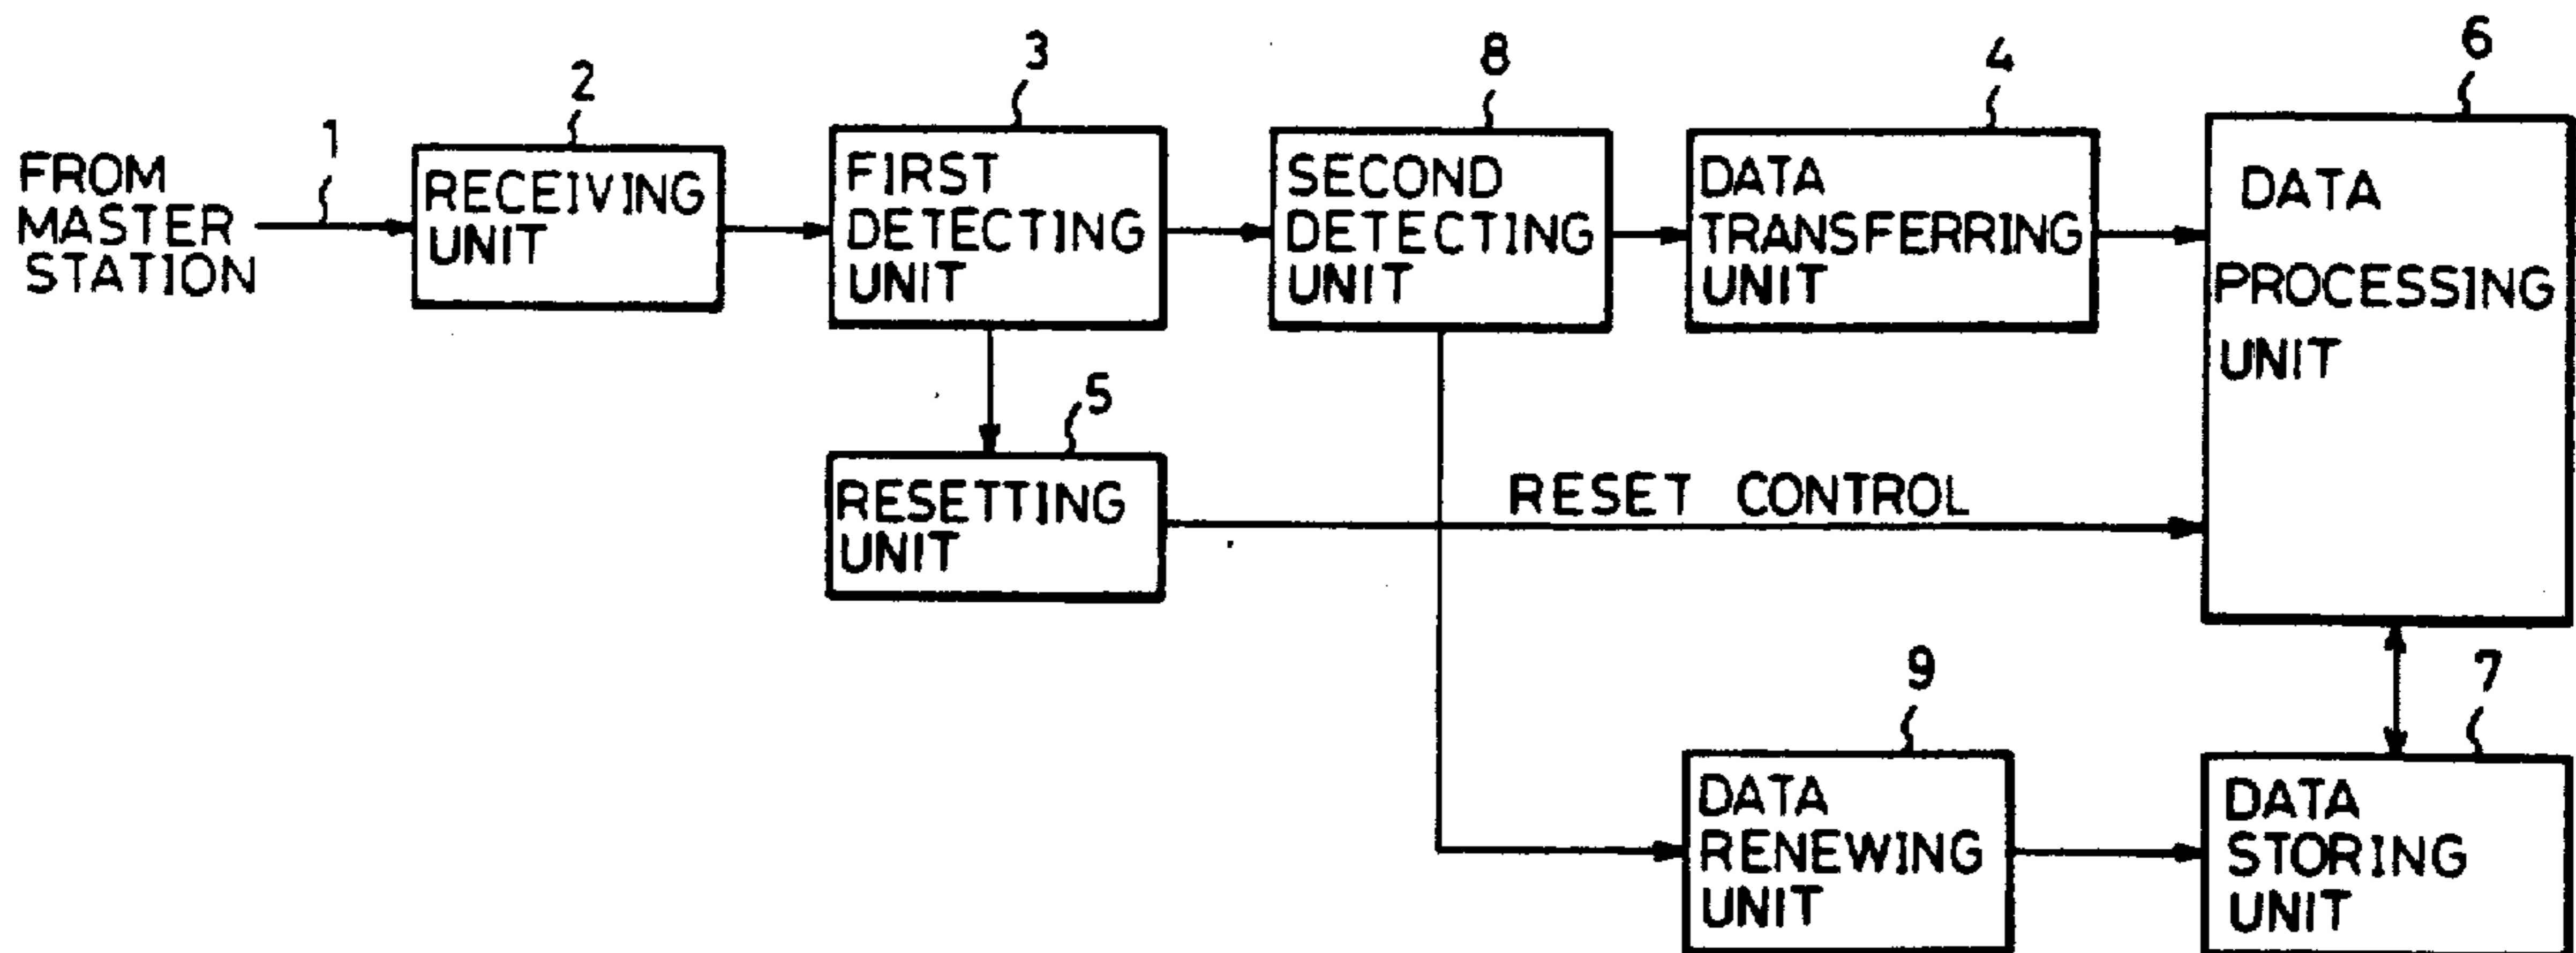 3
8
4
6
2
1
FROM
MASTER
STATION
RECEIVING
UNIT
FIRST
DETECTING
UNIT
SECOND
DETECTING
UNIT
DATA
TRANSFERRING
UNIT
DATA
PROCESSING
UNIT
5
RESETTING
UNIT
RESET CONTROL
9
7
DATA
RENEWING
UNIT
DATA
STORING
UNIT